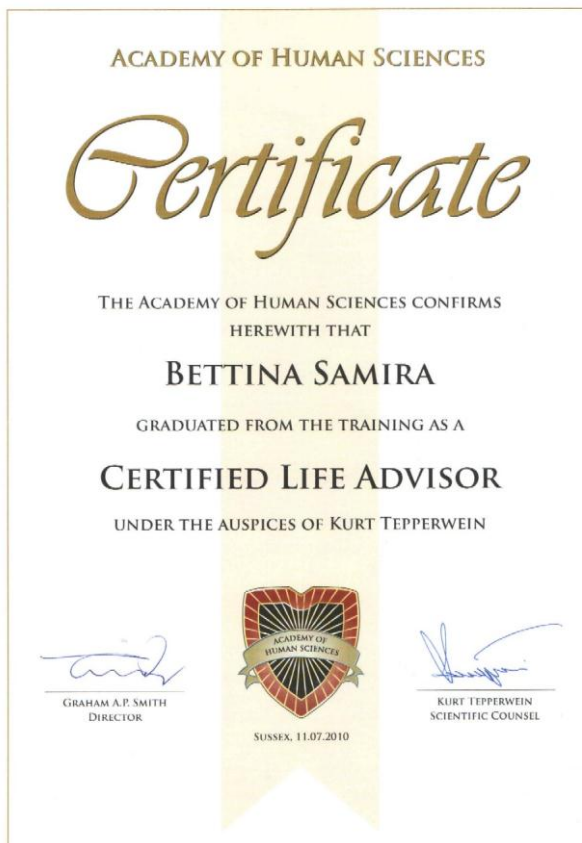 ACADEMY OF HUMAN SCIENCES
Certificate
THE ACADEMY OF HUMAN SCIENCES CONFIRMS
HEREWITH THAT
BETTINA SAMIRA
GRADUATED FROM THE TRAINING AS A
CERTIFIED LIFE ADVISOR
UNDER THE AUSPICES OF KURT TEPPERWEIN
ACADEMY OF
HUMAN SCIENCES
GRAHAM A.P. SMITH
DIRECTOR
KURT TEPPERWEIN
SCIENTIFIC COUNSEL
SUSSEX, 11.07.2010